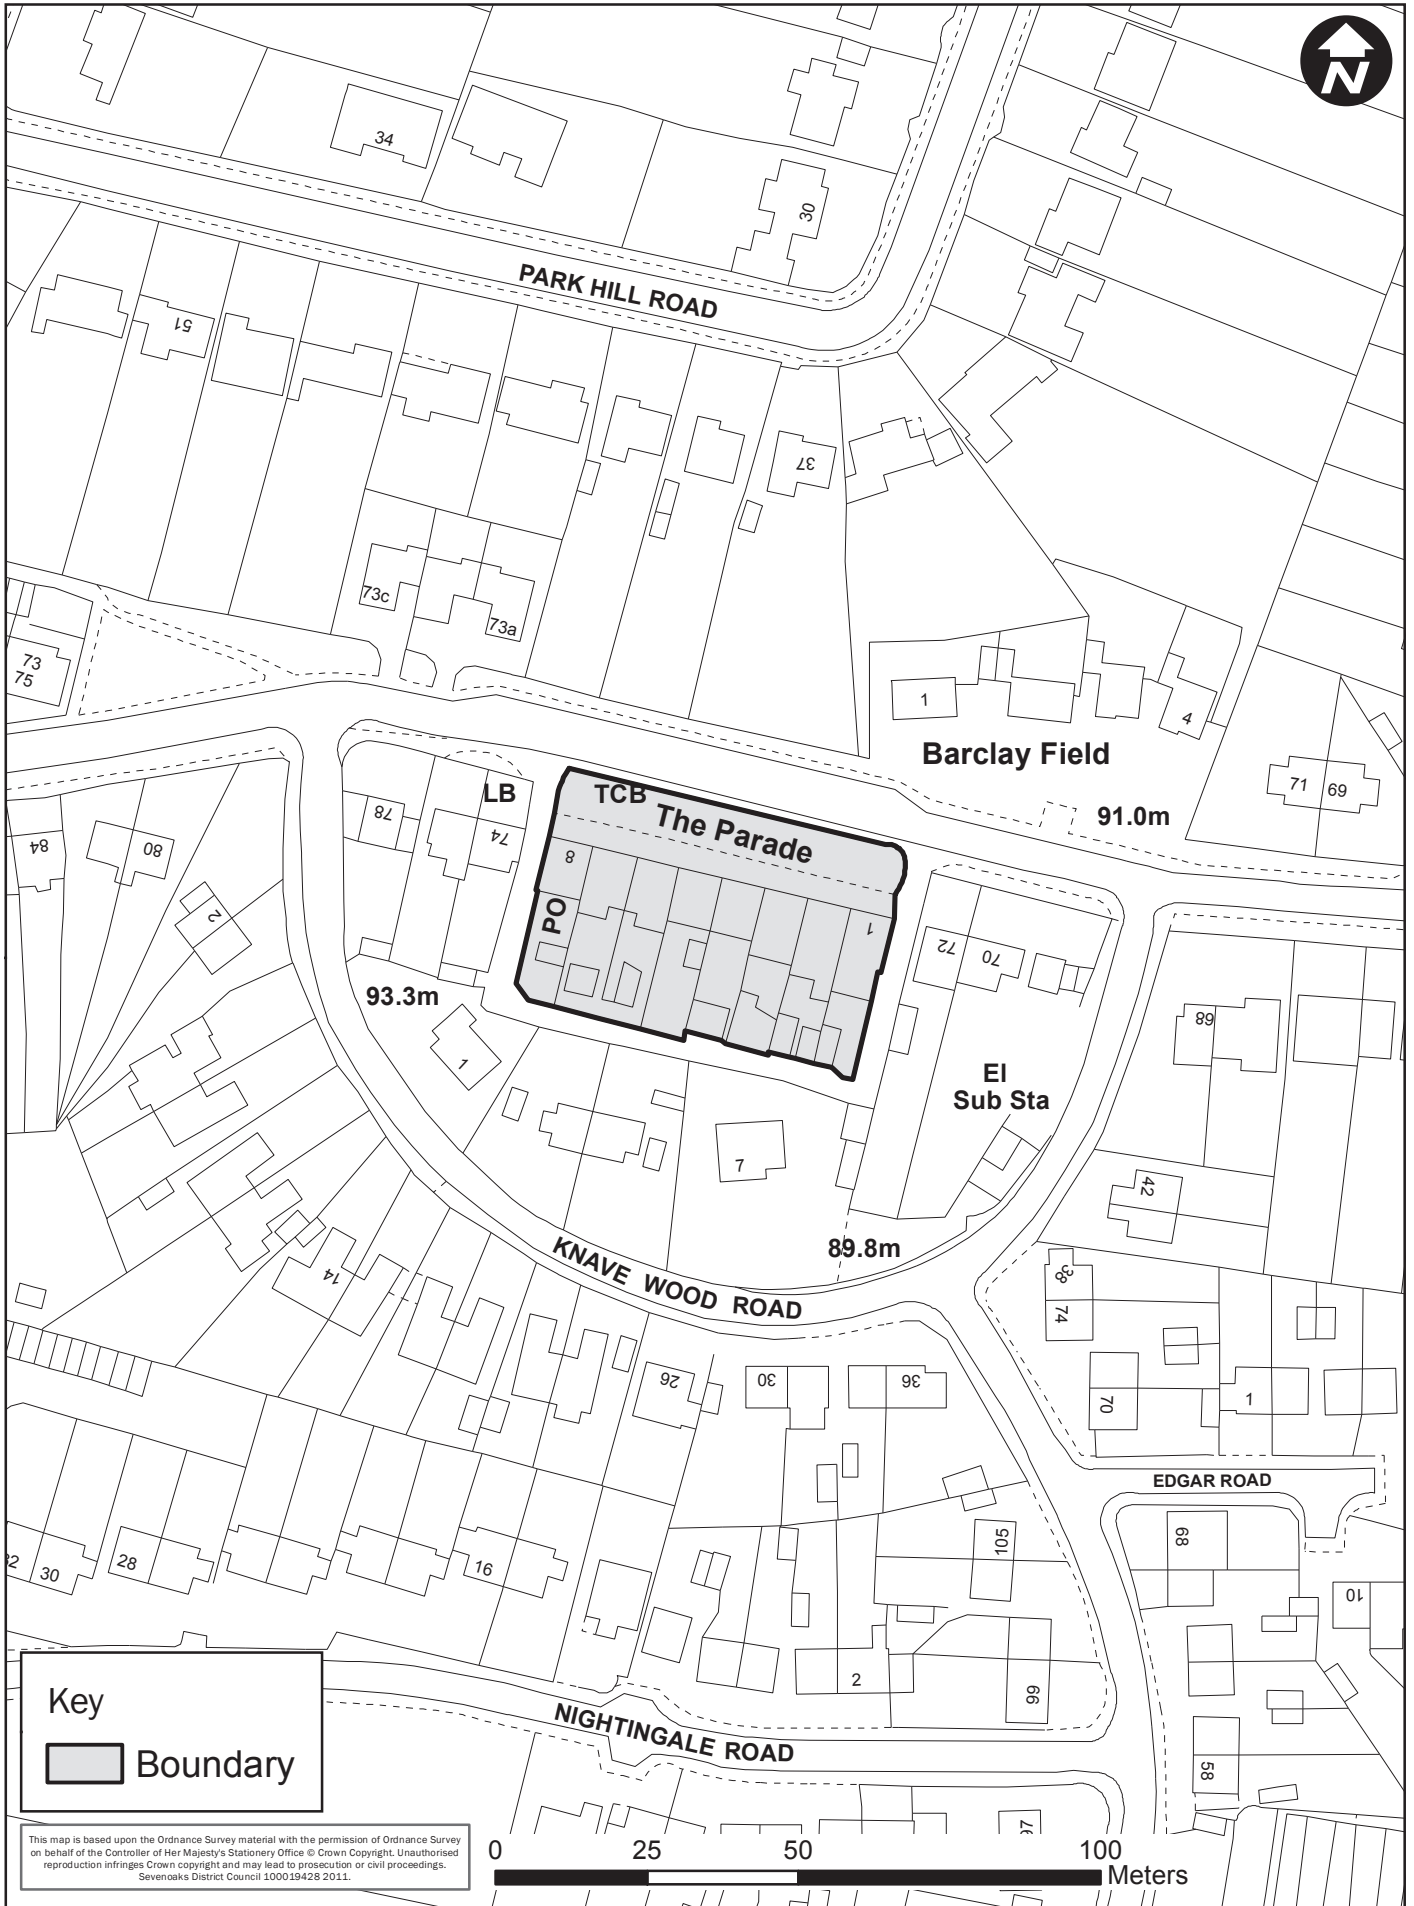 N
34
30
PARK HILL ROAD
51
37
73c
73a
73
75
1
4
Barclay Field
71
69
91.0m
LB
TCB
The Parade
78
74
84
80
8
2
PO
1
72
70
93.3m
68
1
El
Sub Sta
7
42
89.8m
KNAVE WOOD ROAD
38
14
74
26
30
36
70
1
EDGAR ROAD
105
68
32
30
28
16
10
2
66
Key
NIGHTINGALE ROAD
Boundary
58
76
This map is based upon the Ordnance Survey material with the permission of Ordnance Survey
on behalf of the Controller of Her Majesty's Stationery Office © Crown Copyright. Unauthorised
reproduction infringes Crown copyright and may lead to prosecution or civil proceedings.
Sevenoaks District Council 100019428 2011.
0 25 50 100
Meters